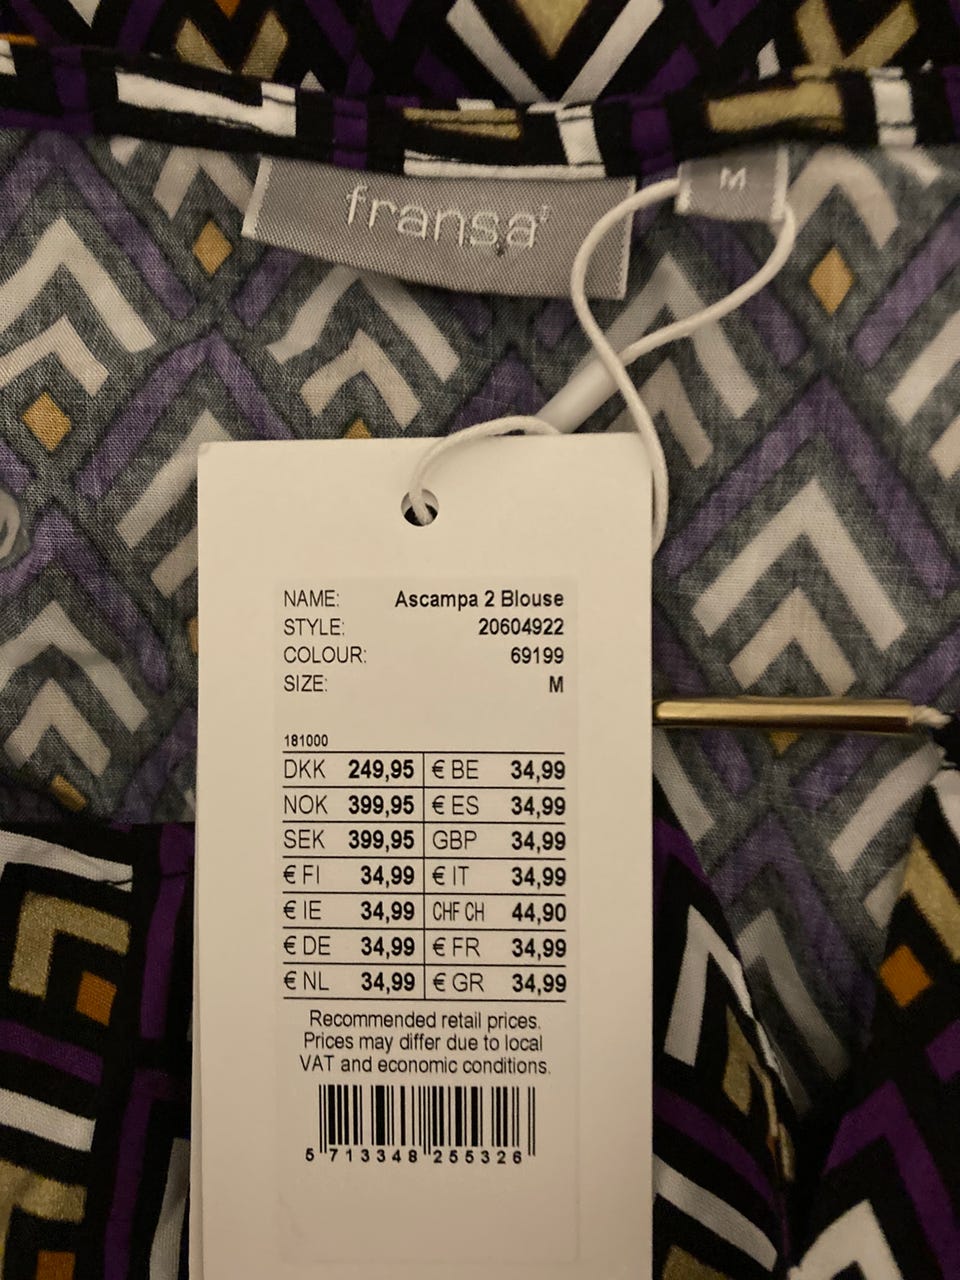 fransa
M
NAME: Ascampa 2 Blouse
STYLE: 20604922
COLOUR: 69199
SIZE: M
181000
DKK 249,95 € BE 34,99
NOK 399,95 € ES 34,99
SEK 399,95 GBP 34,99
€ FI 34,99 € IT 34,99
€ IE 34,99 CHF CH 44,90
€ DE 34,99 € FR 34,99
€ NL 34,99 € GR 34,99
Recommended retail prices.
Prices may differ due to local
VAT and economic conditions.
5 713348 255326